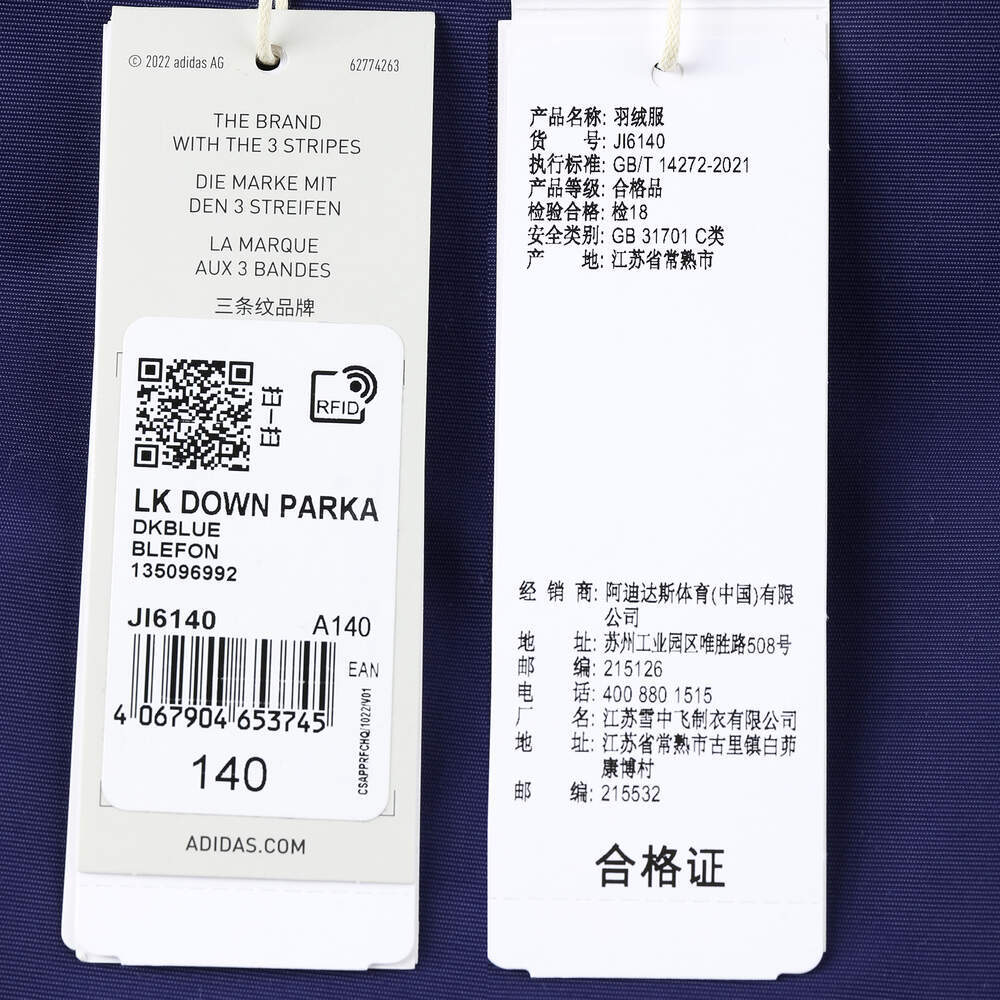 © 2022 adidas AG
62774263
THE BRAND
WITH THE 3 STRIPES
DIE MARKE MIT
DEN 3 STREIFEN
LA MARQUE
AUX 3 BANDES
三条纹品牌
扫一扫
RFID
LK DOWN PARKA
DKBLUE
BLEFON
135096992
JI6140
A140
EAN
4 067904 653745
CSAPPRFCHQ/1022/V01
140
ADIDAS.COM
产品名称: 羽绒服
货 号: JI6140
执行标准: GB/T 14272-2021
产品等级: 合格品
检验合格: 检18
安全类别: GB 31701 C类
产 地: 江苏省常熟市
经 销 商: 阿迪达斯体育(中国)有限
公司
地 址: 苏州工业园区唯胜路508号
邮 编: 215126
电 话: 400 880 1515
厂 名: 江苏雪中飞制衣有限公司
地 址: 江苏省常熟市古里镇白茆
康博村
邮 编: 215532
合格证